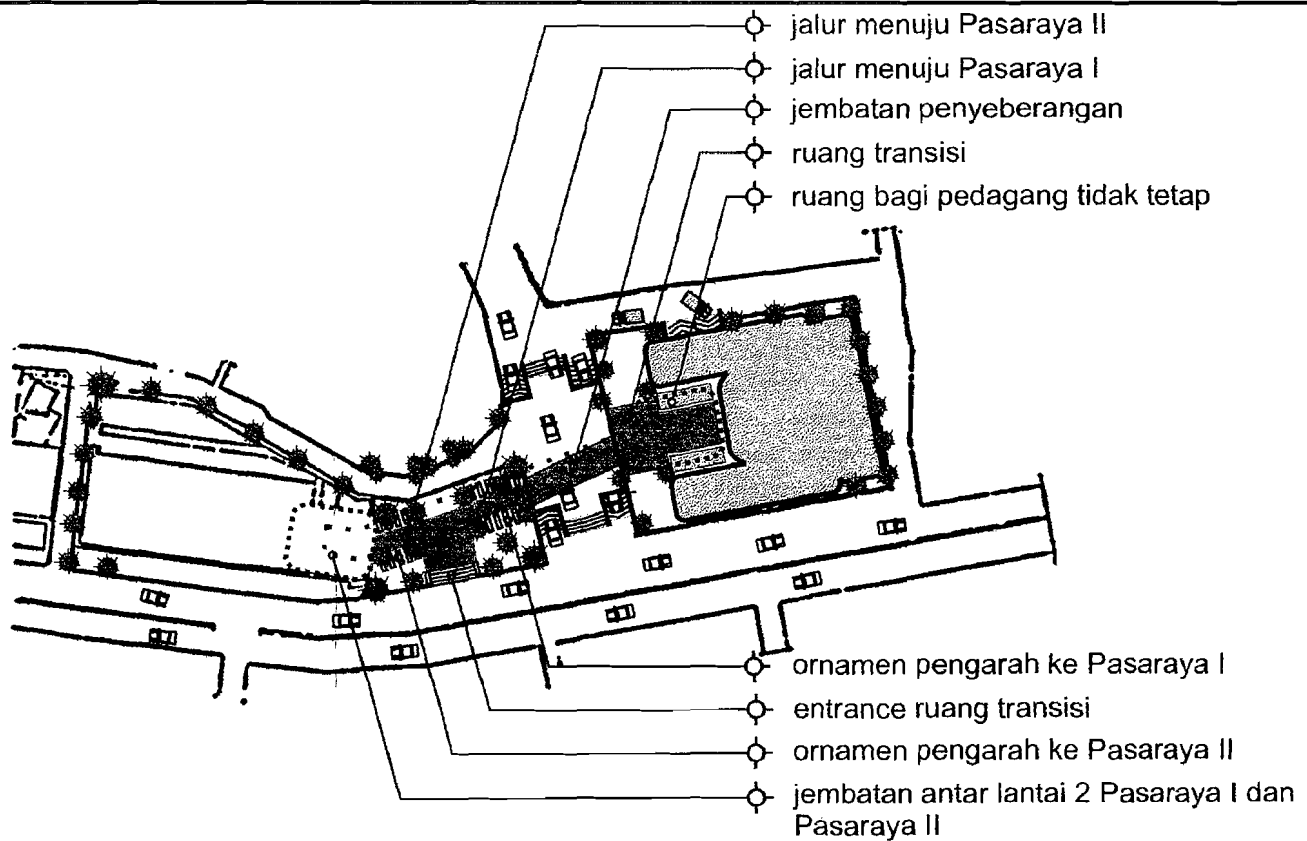 jalur menuju Pasaraya II
jalur menuju Pasaraya I
jembatan penyeberangan
ruang transisi
ruang bagi pedagang tidak tetap
ornamen pengarah ke Pasaraya I
entrance ruang transisi
ornamen pengarah ke Pasaraya II
jembatan antar lantai 2 Pasaraya I dan
Pasaraya II